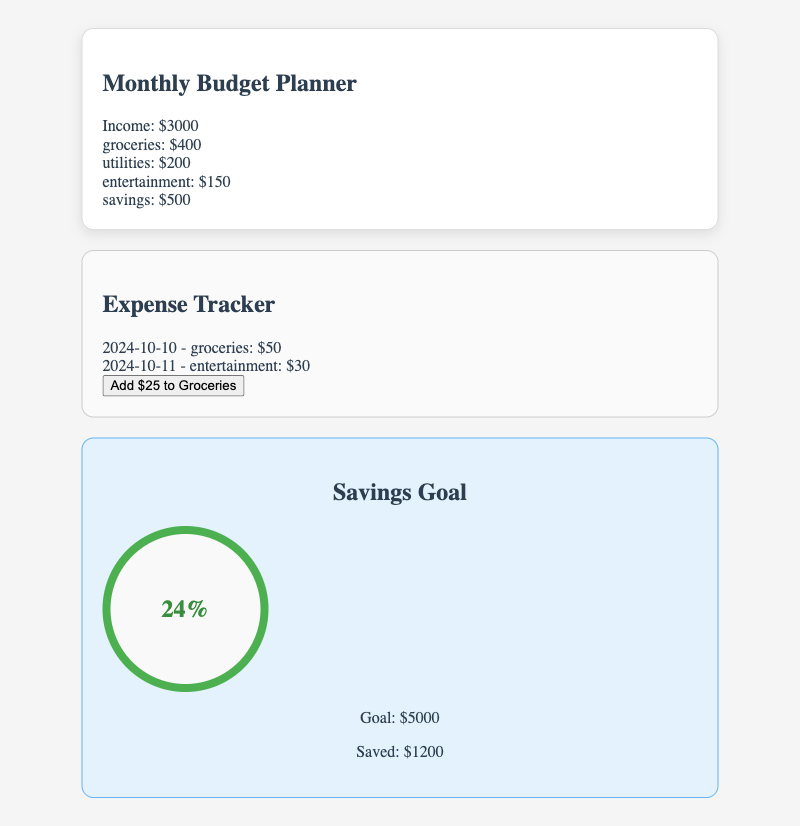 Monthly Budget Planner
Income: $3000
groceries: $400
utilities: $200
entertainment: $150
savings: $500
Expense Tracker
2024-10-10 - groceries: $50
2024-10-11 - entertainment: $30
Add $25 to Groceries
Savings Goal
24%
Goal: $5000
Saved: $1200